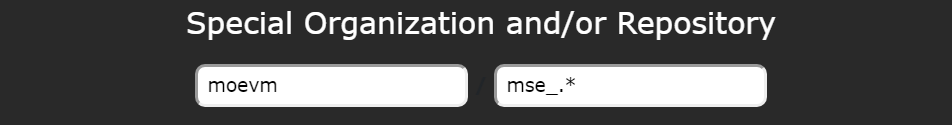 Special Organization and/or Repository
moevm / mse_.*